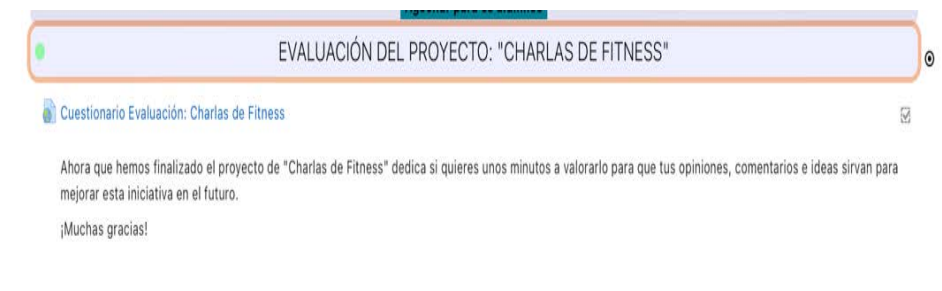 EVALUACIÓN DEL PROYECTO: "CHARLAS DE FITNESS"
Cuestionario Evaluación: Charlas de Fitness
Ahora que hemos finalizado el proyecto de "Charlas de Fitness" dedica si quieres unos minutos a valorarlo para que tus opiniones, comentarios e ideas sirvan para
mejorar esta iniciativa en el futuro.
¡Muchas gracias!